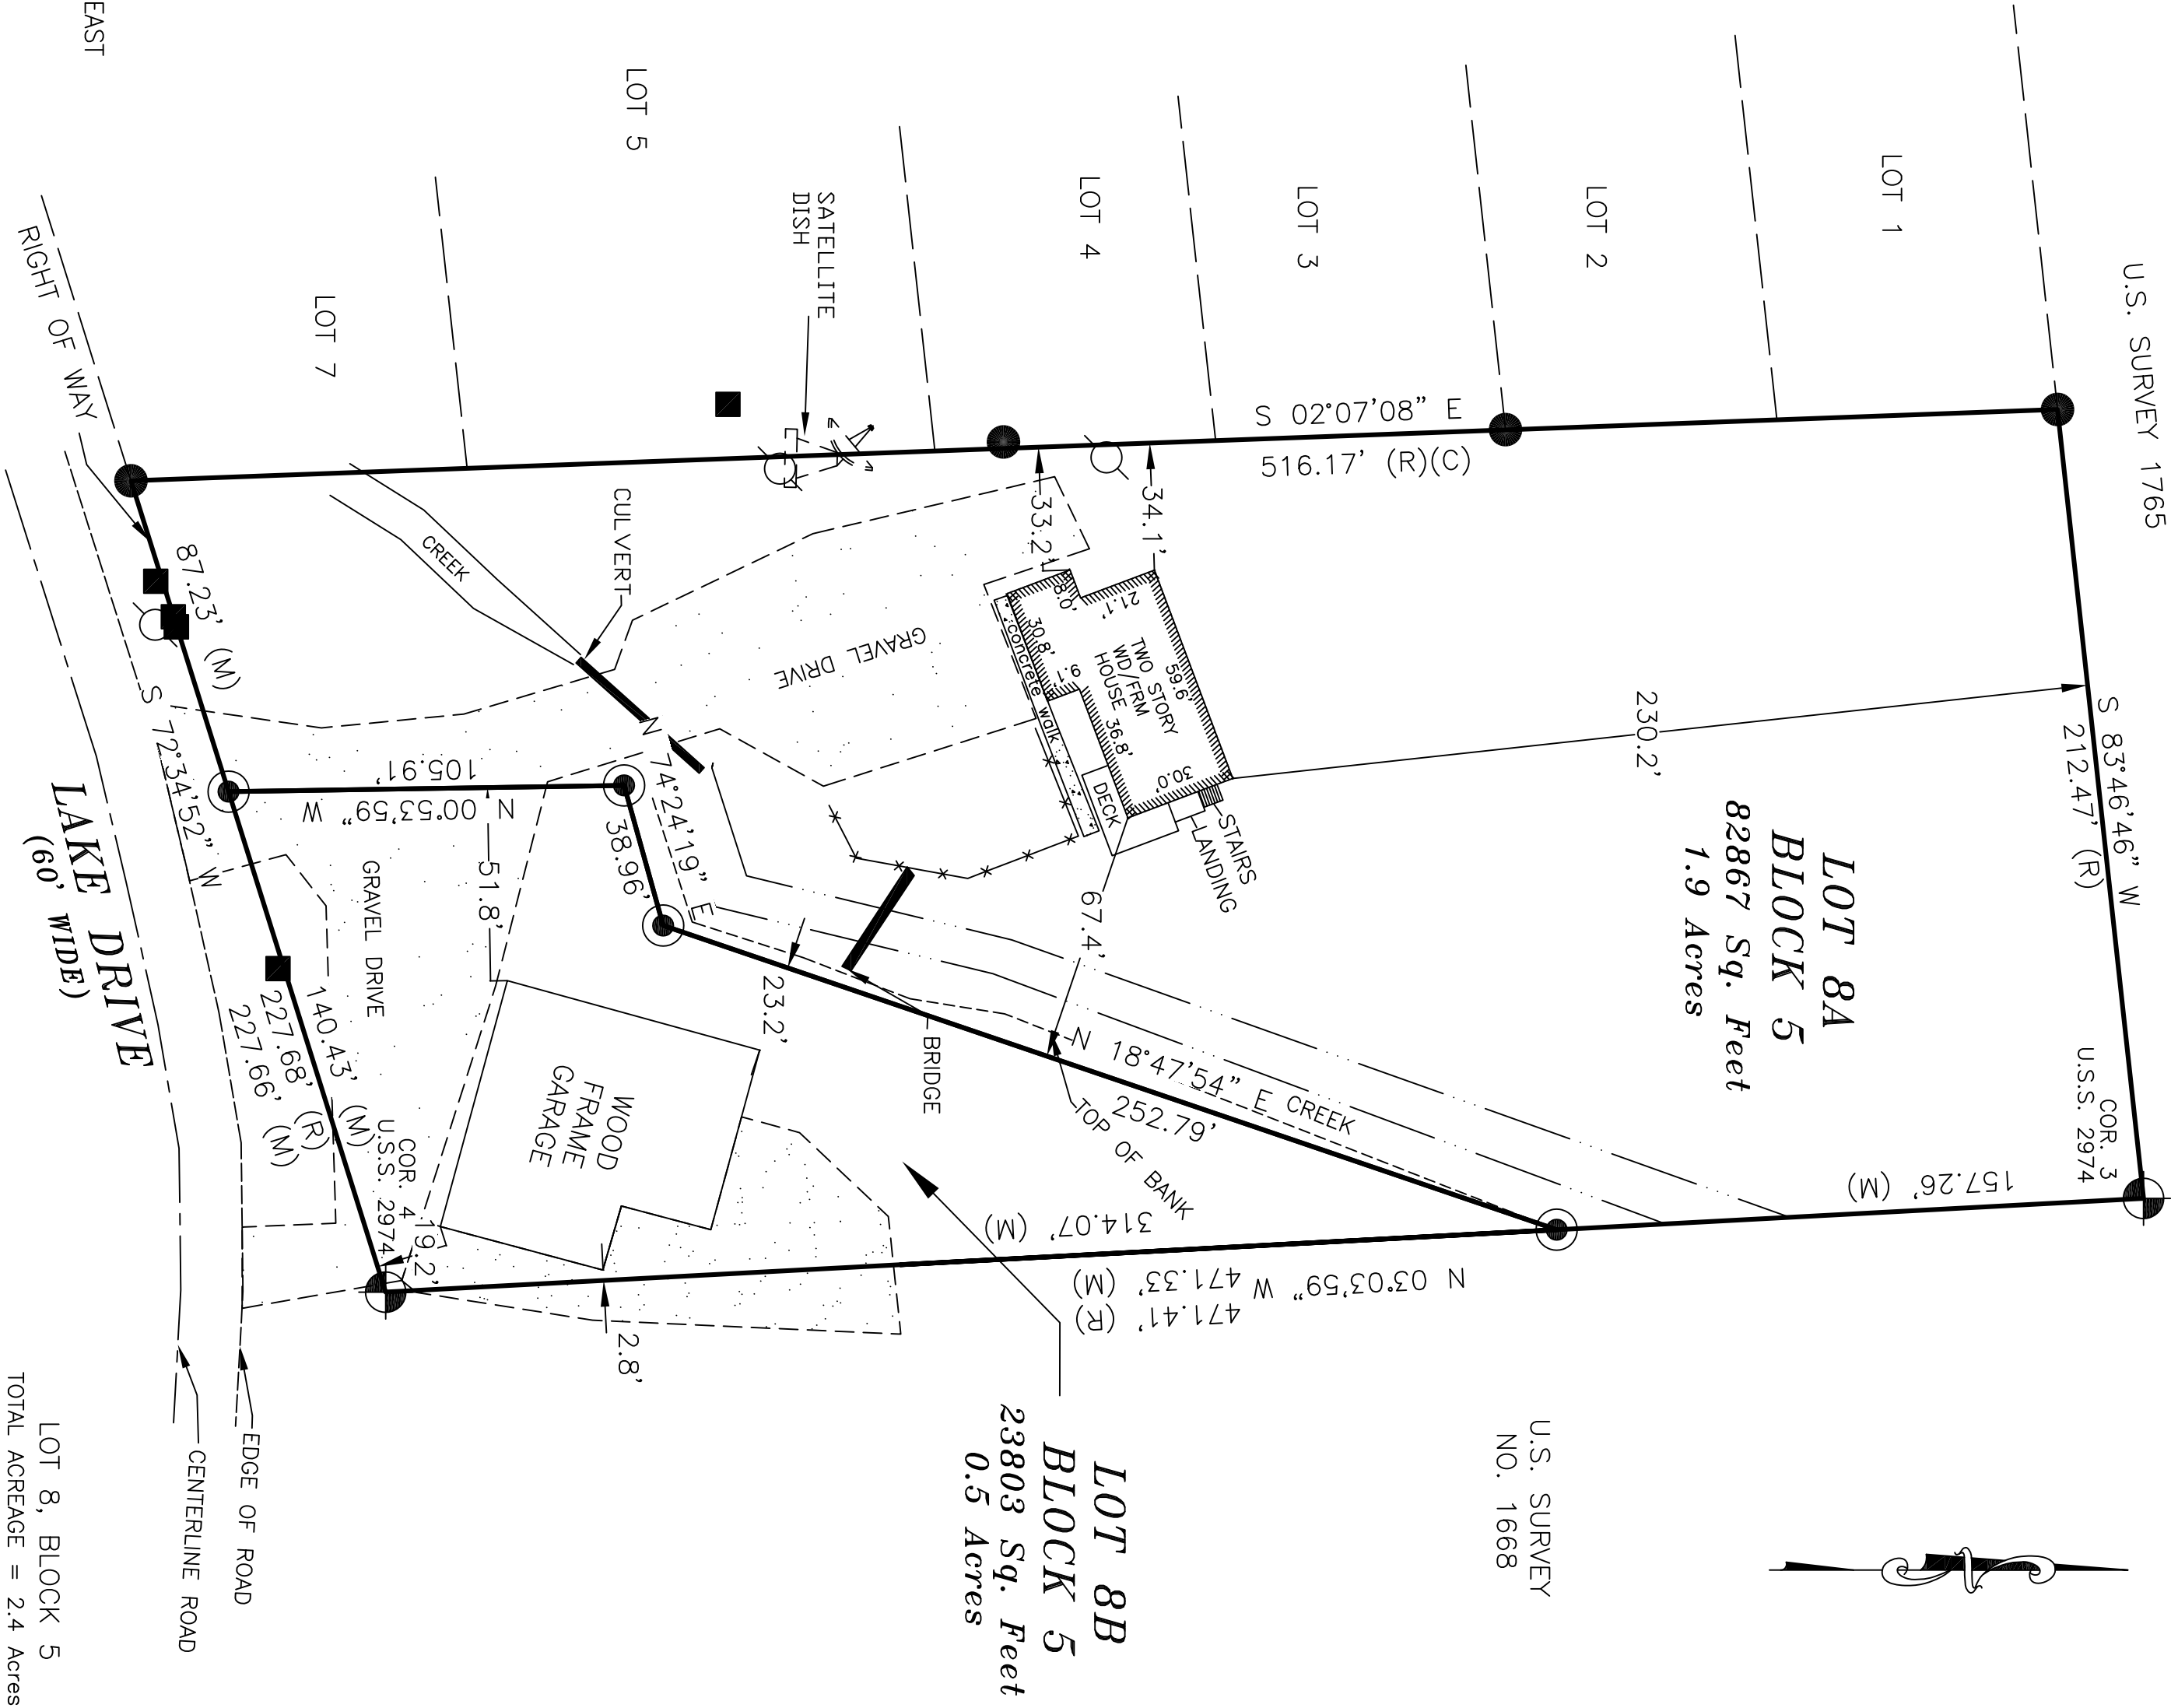 U.S. SURVEY 1765
LOT 1
LOT 2
LOT 3
LOT 4
LOT 5
LOT 7
EAST
SATELLITE
DISH
RIGHT OF WAY
S 02°07'08" E
516.17' (R)(C)
S 83°46'46" W
212.47' (R)
LOT 8A
BLOCK 5
82867 Sq. Feet
1.9 Acres
COR. 3
U.S.S. 2974
230.2'
34.1'
33.2'
8.0'
21.1'
59.6'
TWO STORY
WD/FRM
HOUSE
30.8'
9.1'
36.8'
30.0'
concrete walk
DECK
STAIRS
LANDING
67.4'
GRAVEL DRIVE
CULVERT
CREEK
87.23' (M)
S 72°34'52" W
N 00°53'59" W
105.91'
N 74°24'19" E
38.96'
51.8'
23.2'
BRIDGE
N 18°47'54" E
252.79'
CREEK
TOP OF BANK
157.26' (M)
314.07' (M)
N 03°03'59" W
471.33' (M)
471.41' (R)
GRAVEL DRIVE
WOOD
FRAME
GARAGE
140.43' (M)
227.68' (R)
227.66' (M)
COR. 4
U.S.S. 2974
19.2'
2.8'
LAKE DRIVE
(60' WIDE)
LOT 8B
BLOCK 5
23803 Sq. Feet
0.5 Acres
U.S. SURVEY
NO. 1668
N
EDGE OF ROAD
CENTERLINE ROAD
LOT 8, BLOCK 5
TOTAL ACREAGE = 2.4 Acres